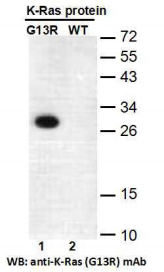 K-Ras protein
G13R WT
72
55
43
34
26
15
10
1 2
WB: anti-K-Ras (G13R) mAb